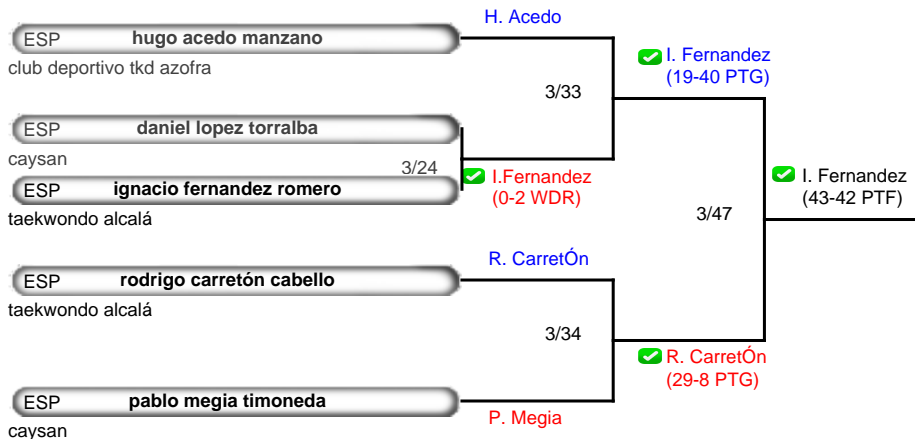 H. Acedo
ESP hugo acedo manzano
club deportivo tkd azofra
I. Fernandez
(19-40 PTG)
3/33
ESP daniel lopez torralba
caysan
3/24
I.Fernandez
(0-2 WDR)
ESP ignacio fernandez romero
taekwondo alcalá
I. Fernandez
(43-42 PTF)
3/47
R. CarretÓn
ESP rodrigo carretón cabello
taekwondo alcalá
3/34
R. CarretÓn
(29-8 PTG)
ESP pablo megia timoneda
caysan
P. Megia